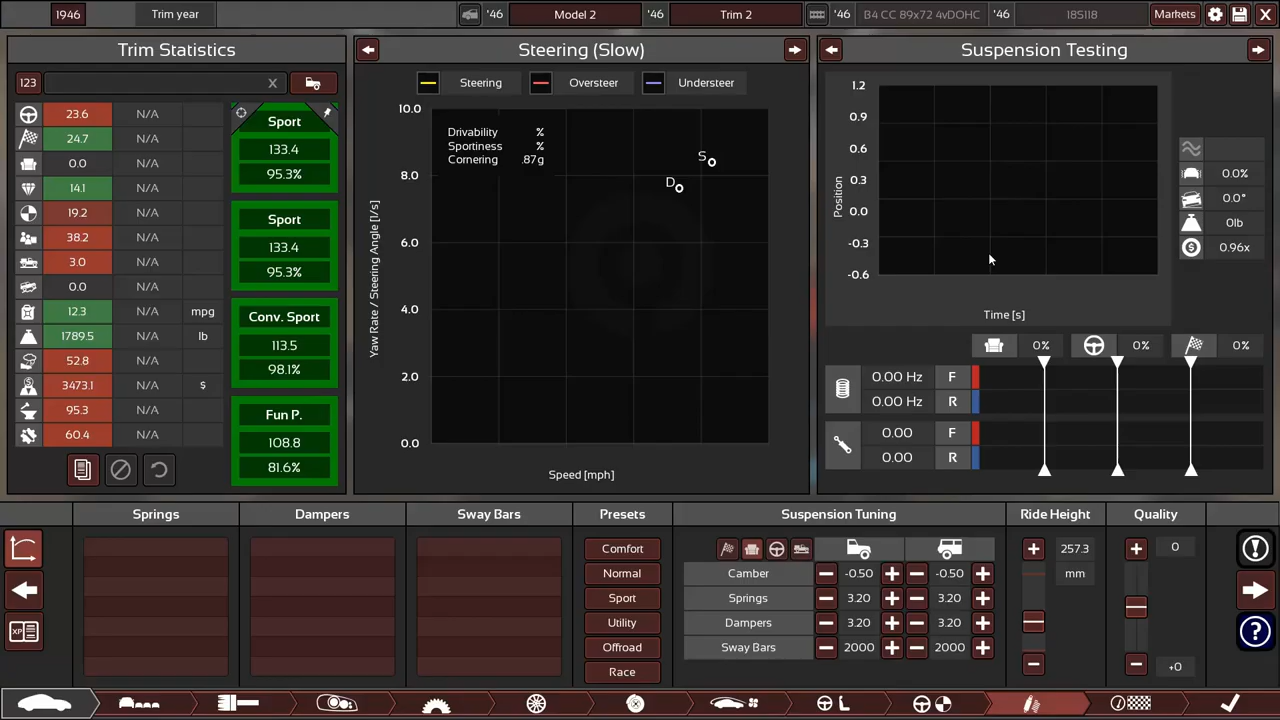 1946 Trim year '46 Model 2 '46 Trim 2 '46 B4 CC 89x72 4vDOHC '46 18S118 Markets
Trim Statistics
123 x
23.6 N/A
24.7 N/A
0.0 N/A
14.1 N/A
19.2 N/A
38.2 N/A
3.0 N/A
0.0 N/A
12.3 N/A mpg
1789.5 N/A lb
52.8 N/A
3473.1 N/A $
95.3 N/A
60.4 N/A
Sport
133.4
95.3%
Sport
133.4
95.3%
Conv. Sport
113.5
98.1%
Fun P.
108.8
81.6%
Steering (Slow)
Steering Oversteer Understeer
Drivability %
Sportiness %
Cornering .87g
S
D
10.0
8.0
6.0
4.0
2.0
0.0
Yaw Rate / Steering Angle [1/s]
Speed [mph]
Suspension Testing
1.2
0.9
0.6
0.3
0.0
-0.3
-0.6
Position
Time [s]
0.0%
0.0°
0lb
$ 0.96x
0% 0% 0%
0.00 Hz F
0.00 Hz R
0.00 F
0.00 R
Springs Dampers Sway Bars
Presets
Comfort
Normal
Sport
Utility
Offroad
Race
Suspension Tuning
Camber -0.50 -0.50
Springs 3.20 3.20
Dampers 3.20 3.20
Sway Bars 2000 2000
Ride Height
257.3
mm
Quality
0
+0
XP
!
?